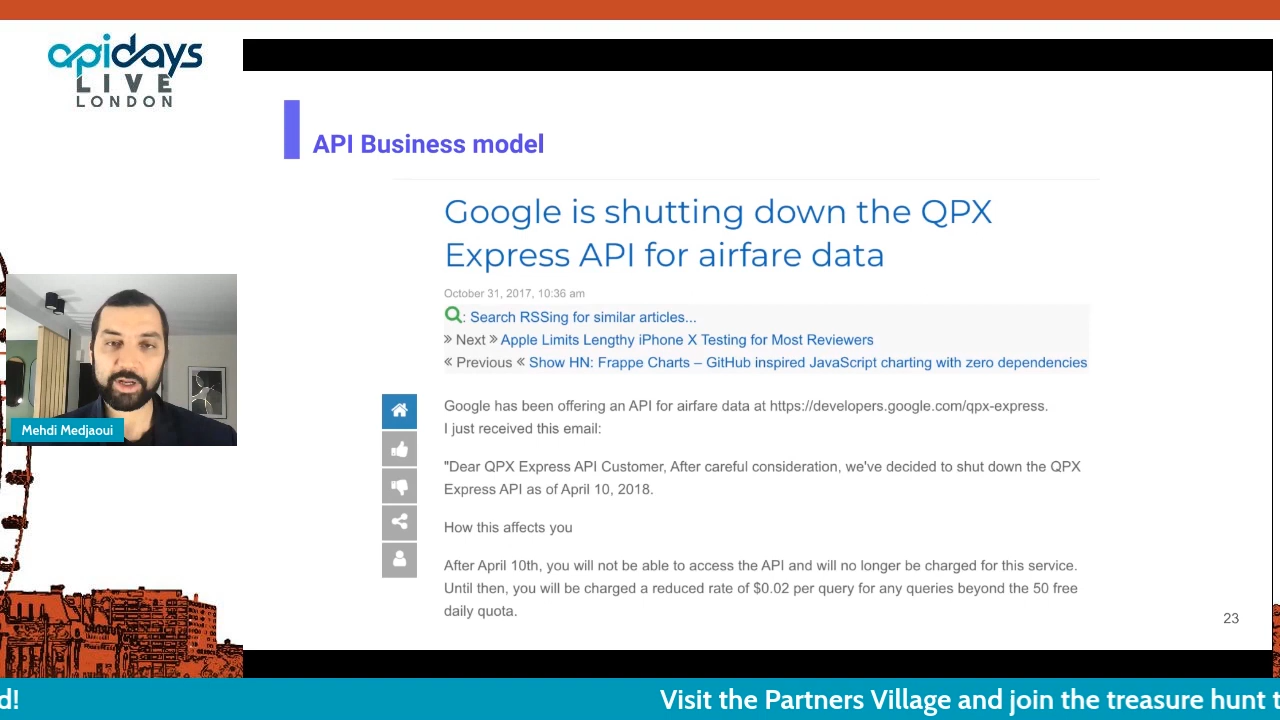 apidays
LIVE
LONDON
API Business model
Google is shutting down the QPX
Express API for airfare data
October 31, 2017, 10:36 am
: Search RSSing for similar articles...
» Next » Apple Limits Lengthy iPhone X Testing for Most Reviewers
« Previous « Show HN: Frappe Charts – GitHub inspired JavaScript charting with zero dependencies
Google has been offering an API for airfare data at https://developers.google.com/qpx-express.
I just received this email:
"Dear QPX Express API Customer, After careful consideration, we've decided to shut down the QPX
Express API as of April 10, 2018.
How this affects you
After April 10th, you will not be able to access the API and will no longer be charged for this service.
Until then, you will be charged a reduced rate of $0.02 per query for any queries beyond the 50 free
daily quota.
23
Mehdi Medjaoui
d!
Visit the Partners Village and join the treasure hunt t